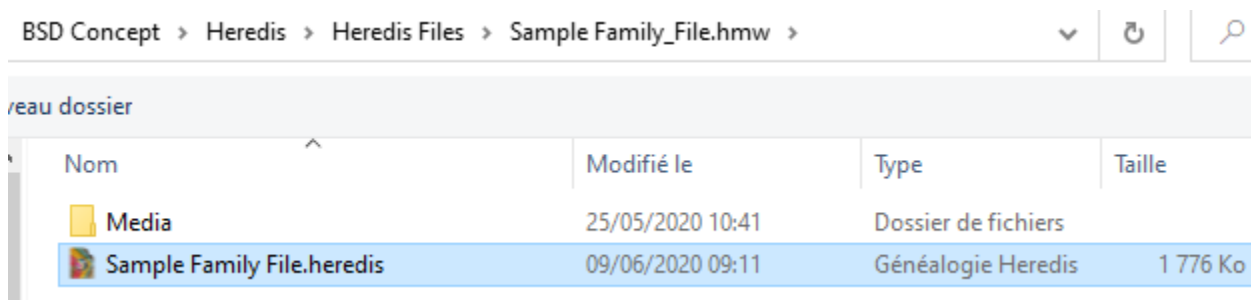 BSD Concept > Heredis > Heredis Files > Sample Family_File.hmw >
veau dossier
Nom Modifié le Type Taille
Media 25/05/2020 10:41 Dossier de fichiers
Sample Family File.heredis 09/06/2020 09:11 Généalogie Heredis 1 776 Ko